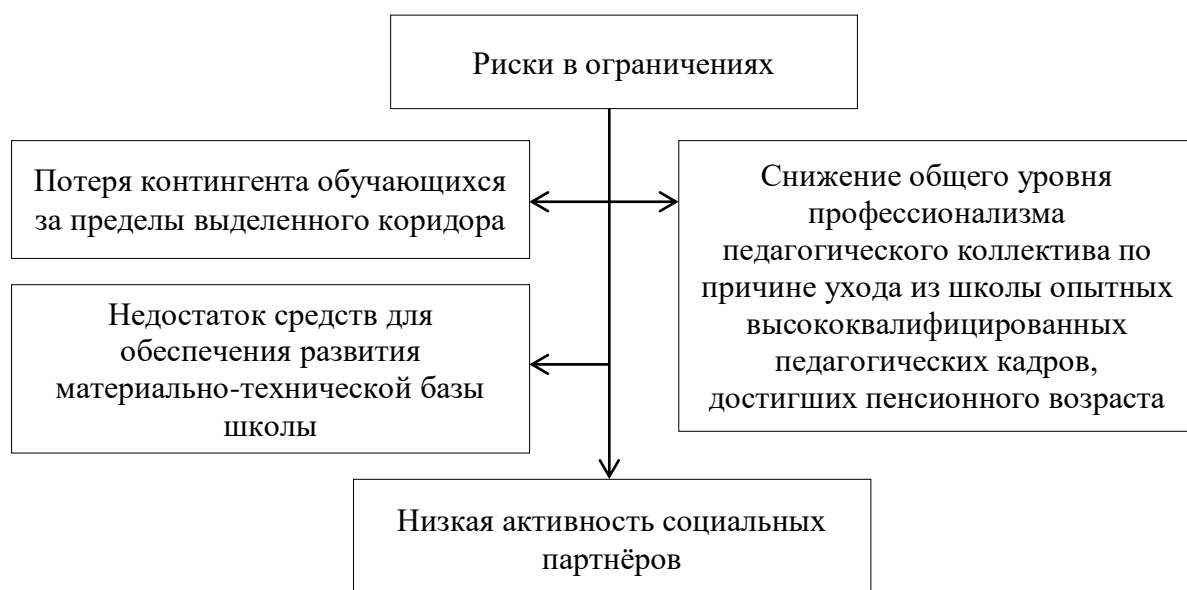 Риски в ограничениях
Потеря контингента обучающихся
за пределы выделенного коридора
Снижение общего уровня
профессионализма
педагогического коллектива по
причине ухода из школы опытных
высококвалифицированных
педагогических кадров,
достигших пенсионного возраста
Недостаток средств для
обеспечения развития
материально-технической базы
школы
Низкая активность социальных
партнёров